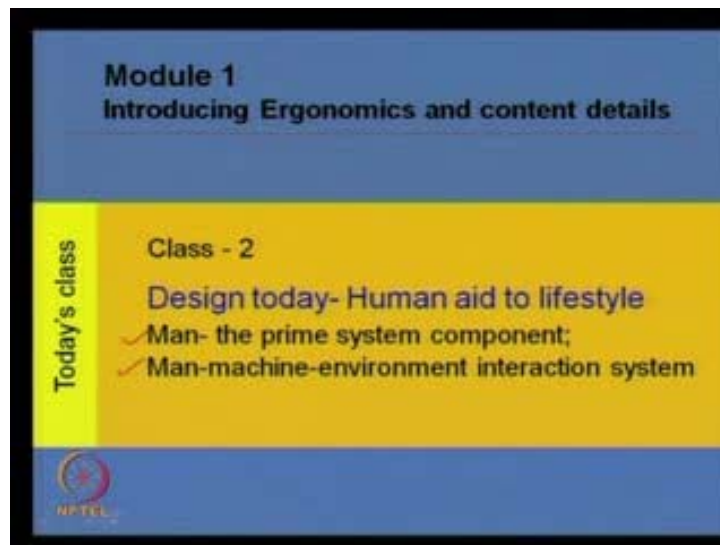 Module 1
Introducing Ergonomics and content details
Today's class
Class - 2
Design today- Human aid to lifestyle
Man- the prime system component;
Man-machine-environment interaction system
NPTEL